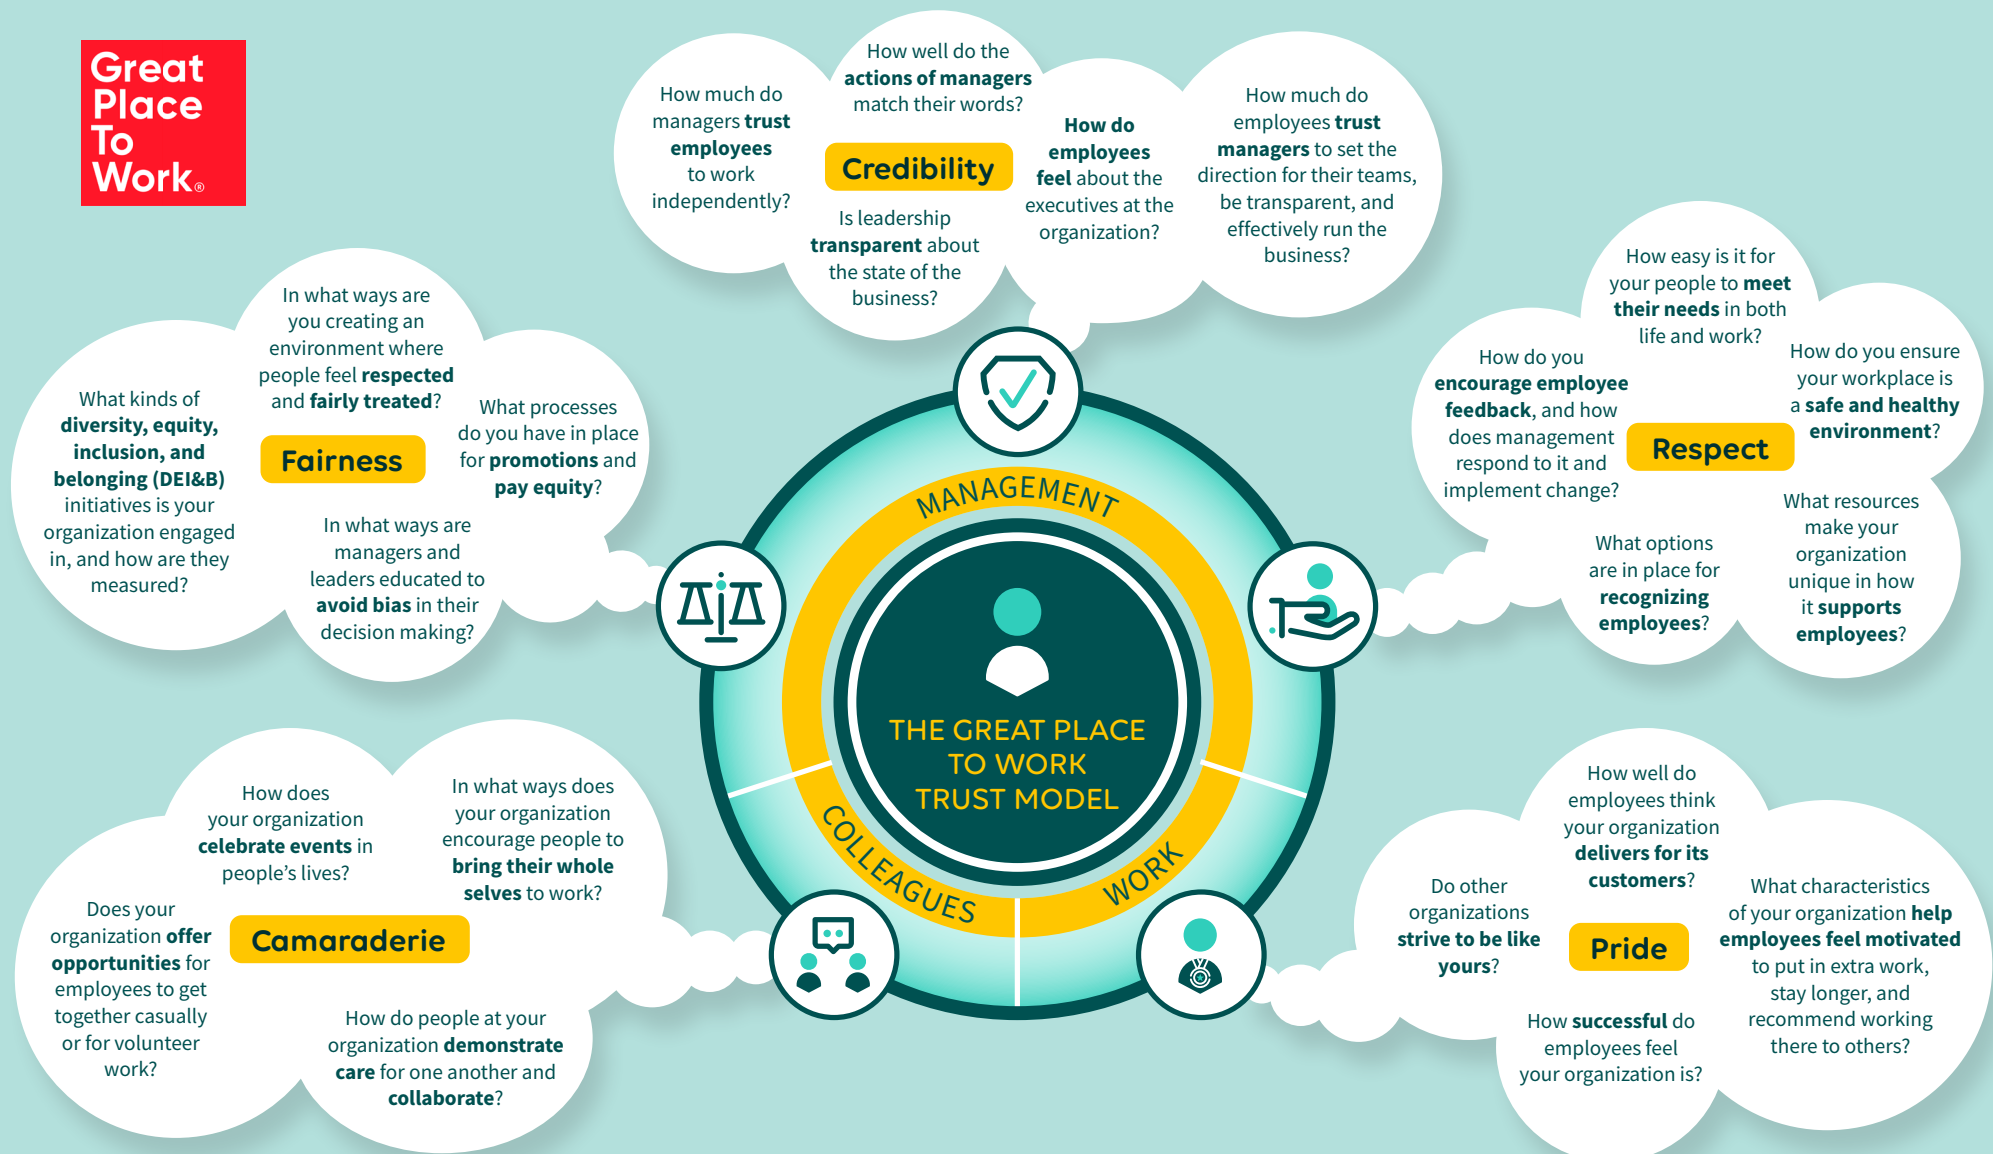 Great
Place
To
Work®
How much do
managers trust
employees
to work
independently?
How well do the
actions of managers
match their words?
Credibility
Is leadership
transparent about
the state of the
business?
How do
employees
feel about the
executives at the
organization?
How much do
employees trust
managers to set the
direction for their teams,
be transparent, and
effectively run the
business?
What kinds of
diversity, equity,
inclusion, and
belonging (DEI&B)
initiatives is your
organization engaged
in, and how are they
measured?
In what ways are
you creating an
environment where
people feel respected
and fairly treated?
Fairness
In what ways are
managers and
leaders educated to
avoid bias in their
decision making?
What processes
do you have in place
for promotions and
pay equity?
How do you
encourage employee
feedback, and how
does management
respond to it and
implement change?
How easy is it for
your people to meet
their needs in both
life and work?
Respect
How do you ensure
your workplace is
a safe and healthy
environment?
What options
are in place for
recognizing
employees?
What resources
make your
organization
unique in how
it supports
employees?
MANAGEMENT
THE GREAT PLACE
TO WORK
TRUST MODEL
COLLEAGUES
WORK
Does your
organization offer
opportunities for
employees to get
together casually
or for volunteer
work?
How does
your organization
celebrate events in
people's lives?
Camaraderie
In what ways does
your organization
encourage people to
bring their whole
selves to work?
How do people at your
organization demonstrate
care for one another and
collaborate?
Do other
organizations
strive to be like
yours?
How well do
employees think
your organization
delivers for its
customers?
Pride
How successful do
employees feel
your organization is?
What characteristics
of your organization help
employees feel motivated
to put in extra work,
stay longer, and
recommend working
there to others?